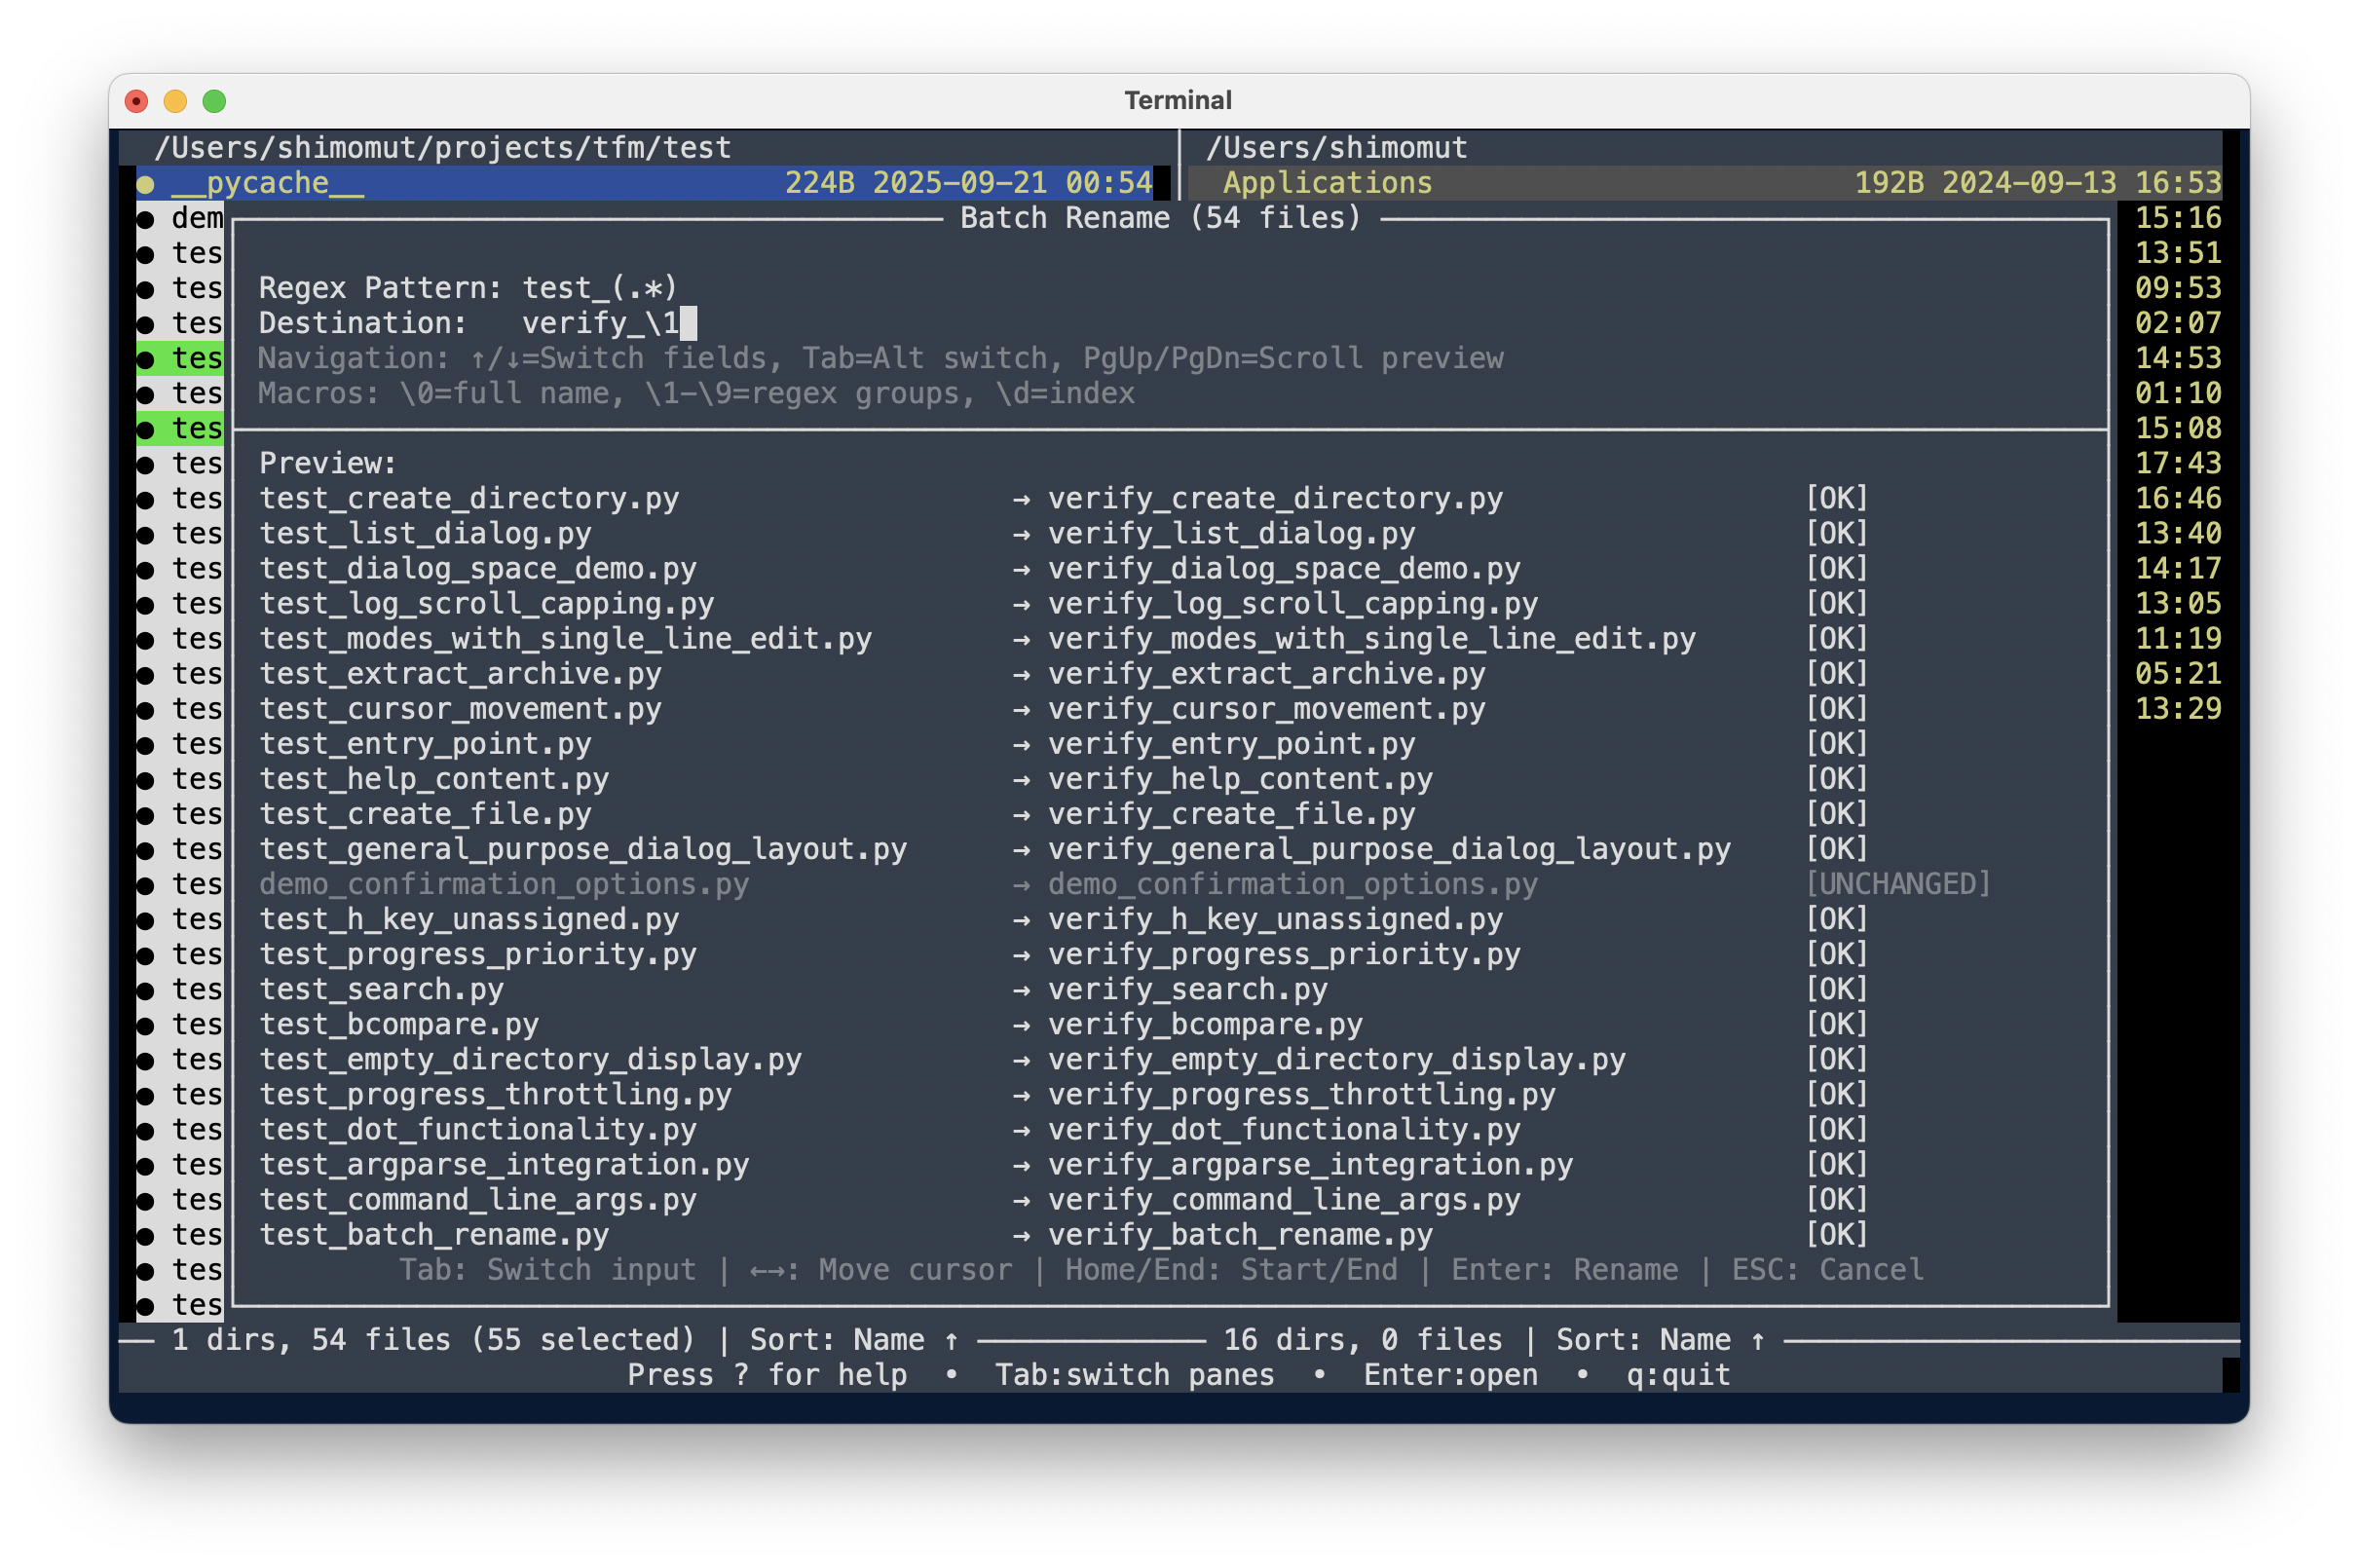 Terminal
/Users/shimomut/projects/tfm/test │ /Users/shimomut
● __pycache__ 224B 2025-09-21 00:54 │ Applications 192B 2024-09-13 16:53
● dem Batch Rename (54 files) 15:16
● tes 13:51
● tes Regex Pattern: test_(.*) 09:53
● tes Destination: verify_\1 02:07
● tes Navigation: ↑/↓=Switch fields, Tab=Alt switch, PgUp/PgDn=Scroll preview 14:53
● tes Macros: \0=full name, \1-\9=regex groups, \d=index 01:10
● tes 15:08
● tes Preview: 17:43
● tes test_create_directory.py → verify_create_directory.py [OK] 16:46
● tes test_list_dialog.py → verify_list_dialog.py [OK] 13:40
● tes test_dialog_space_demo.py → verify_dialog_space_demo.py [OK] 14:17
● tes test_log_scroll_capping.py → verify_log_scroll_capping.py [OK] 13:05
● tes test_modes_with_single_line_edit.py → verify_modes_with_single_line_edit.py [OK] 11:19
● tes test_extract_archive.py → verify_extract_archive.py [OK] 05:21
● tes test_cursor_movement.py → verify_cursor_movement.py [OK] 13:29
● tes test_entry_point.py → verify_entry_point.py [OK]
● tes test_help_content.py → verify_help_content.py [OK]
● tes test_create_file.py → verify_create_file.py [OK]
● tes test_general_purpose_dialog_layout.py → verify_general_purpose_dialog_layout.py [OK]
● tes demo_confirmation_options.py → demo_confirmation_options.py [UNCHANGED]
● tes test_h_key_unassigned.py → verify_h_key_unassigned.py [OK]
● tes test_progress_priority.py → verify_progress_priority.py [OK]
● tes test_search.py → verify_search.py [OK]
● tes test_bcompare.py → verify_bcompare.py [OK]
● tes test_empty_directory_display.py → verify_empty_directory_display.py [OK]
● tes test_progress_throttling.py → verify_progress_throttling.py [OK]
● tes test_dot_functionality.py → verify_dot_functionality.py [OK]
● tes test_argparse_integration.py → verify_argparse_integration.py [OK]
● tes test_command_line_args.py → verify_command_line_args.py [OK]
● tes test_batch_rename.py → verify_batch_rename.py [OK]
● tes Tab: Switch input | ←→: Move cursor | Home/End: Start/End | Enter: Rename | ESC: Cancel
● tes
1 dirs, 54 files (55 selected) | Sort: Name ↑ 16 dirs, 0 files | Sort: Name ↑
Press ? for help • Tab:switch panes • Enter:open • q:quit